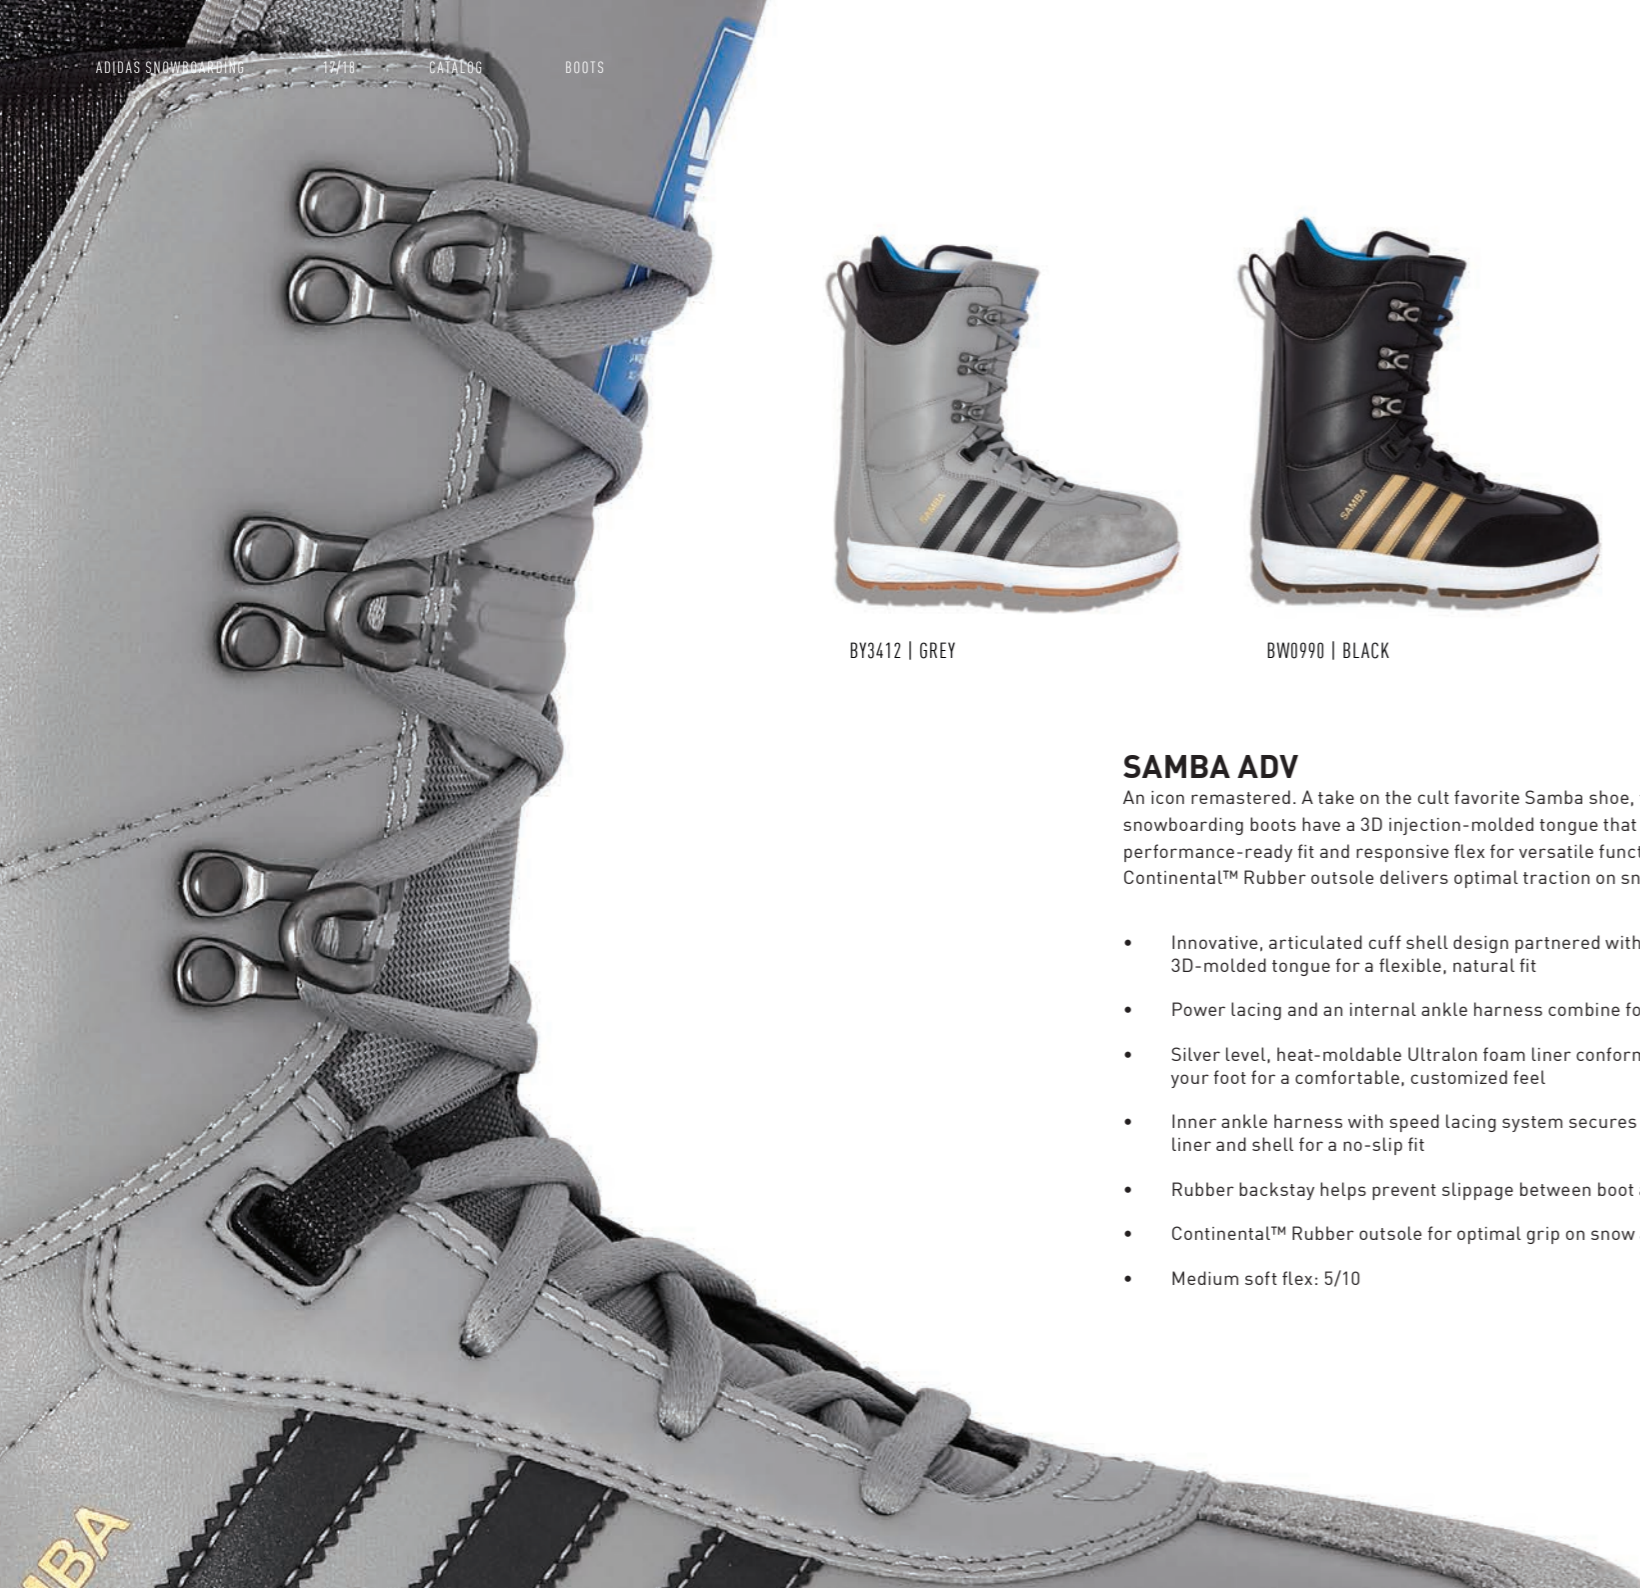 ADIDAS SNOWBOARDING 17/18 CATALOG BOOTS
BY3412 | GREY
BW0990 | BLACK
SAMBA
SAMBA
SAMBA ADV
An icon remastered. A take on the cult favorite Samba shoe,
snowboarding boots have a 3D injection-molded tongue that
performance-ready fit and responsive flex for versatile funct
Continental™ Rubber outsole delivers optimal traction on sn
• Innovative, articulated cuff shell design partnered with
3D-molded tongue for a flexible, natural fit
• Power lacing and an internal ankle harness combine fo
• Silver level, heat-moldable Ultralon foam liner conform
your foot for a comfortable, customized feel
• Inner ankle harness with speed lacing system secures
liner and shell for a no-slip fit
• Rubber backstay helps prevent slippage between boot
• Continental™ Rubber outsole for optimal grip on snow
• Medium soft flex: 5/10
MBA